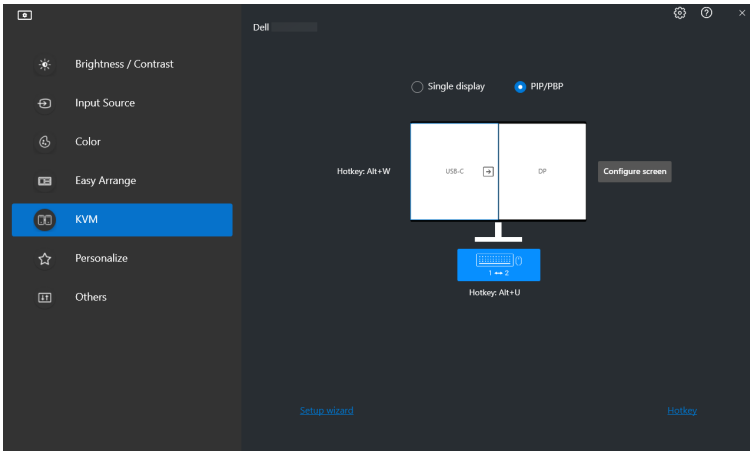 Dell
Brightness / Contrast
Input Source
Color
Easy Arrange
KVM
Personalize
Others
Single display
PIP/PBP
Hotkey: Alt+W
USB-C
DP
Configure screen
1 ↔ 2
Hotkey: Alt+U
Setup wizard
Hotkey